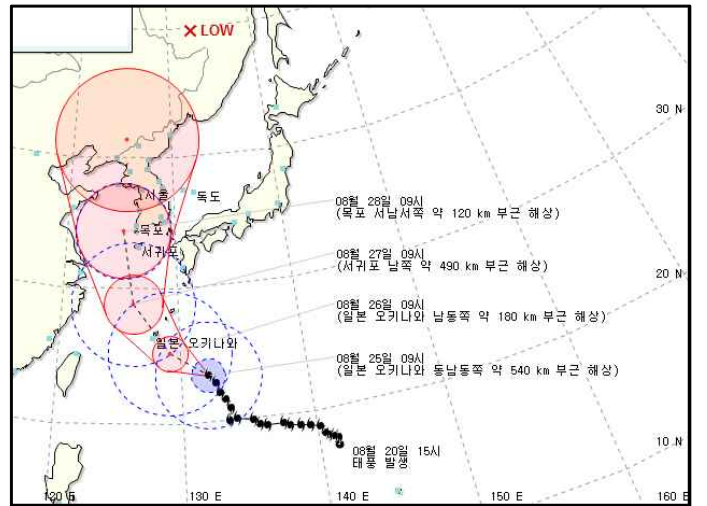 LOW
30 N
서울
독도
08월 28일 09시
(목포 서남서쪽 약 120 km 부근 해상)
목포
서귀포
08월 27일 09시
(서귀포 남쪽 약 490 km 부근 해상)
20 N
08월 26일 09시
(일본 오키나와 남동쪽 약 180 km 부근 해상)
일본 오키나와
08월 25일 09시
(일본 오키나와 동남동쪽 약 540 km 부근 해상)
10 N
08월 20일 15시
태풍 발생
120 E
130 E
140 E
150 E
160 E